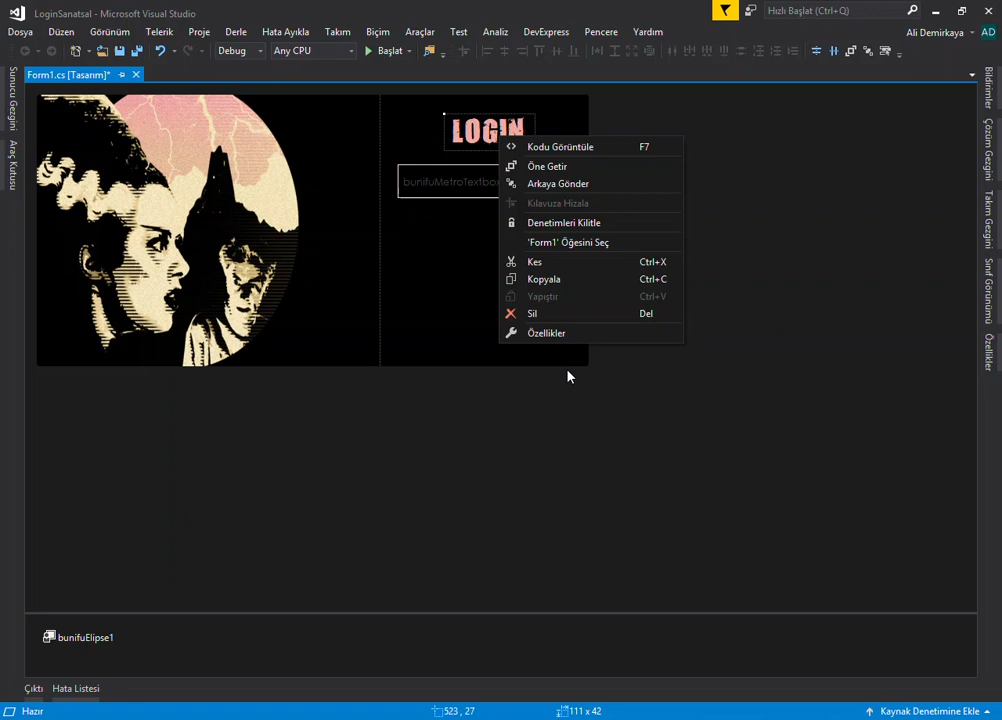 LoginSanatsal - Microsoft Visual Studio
Hızlı Başlat (Ctrl+Q)
Dosya Düzen Görünüm Telerik Proje Derle Hata Ayıkla Takım Biçim Araçlar Test Analiz DevExpress Pencere Yardım
Ali Demirkaya AD
Debug Any CPU Başlat
Form1.cs [Tasarım]*
Sunucu Gezgini
Araç Kutusu
LOGIN
bunifuMetroTextbox
Kodu Görüntüle F7
Öne Getir
Arkaya Gönder
Kılavuza Hizala
Denetimleri Kilitle
'Form1' Öğesini Seç
Kes Ctrl+X
Kopyala Ctrl+C
Yapıştır Ctrl+V
Sil Del
Özellikler
Bildirimler
Çözüm Gezgini
Takım Gezgini
Sınıf Görünümü
Özellikler
bunifuElipse1
Çıktı Hata Listesi
Hazır 523 , 27 111 x 42 Kaynak Denetimine Ekle